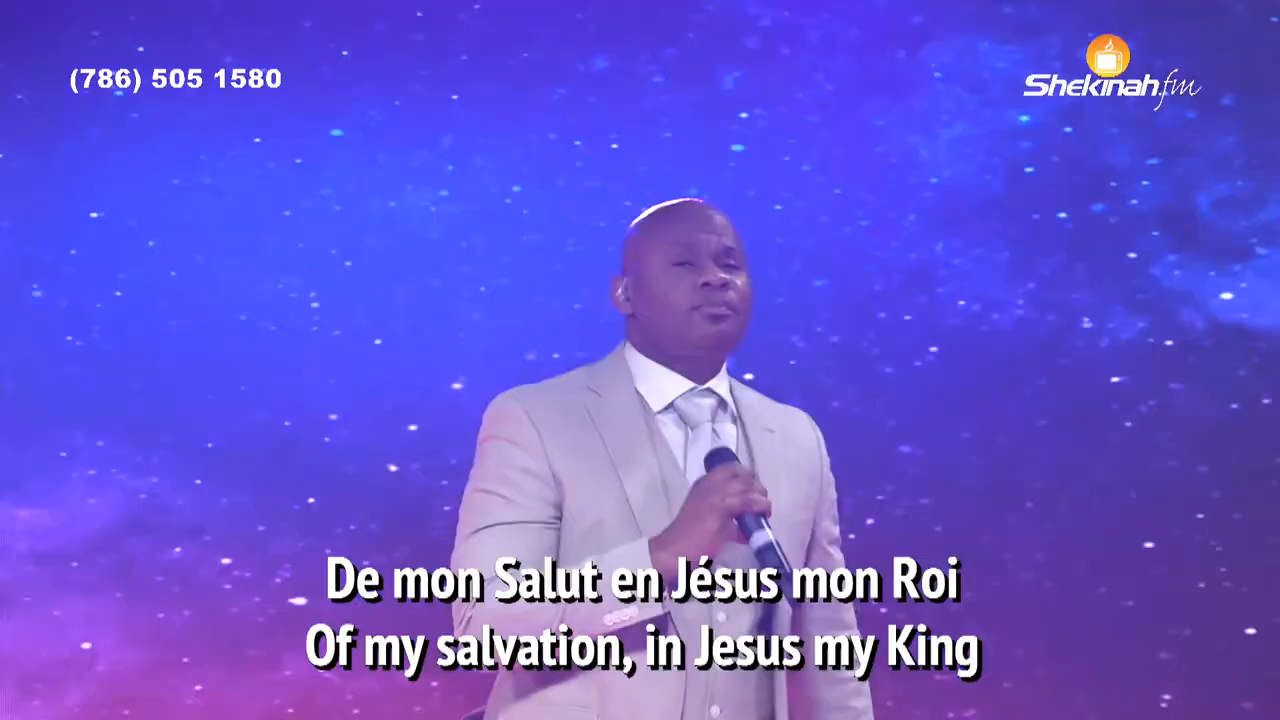 (786) 505 1580
Shekinah.fm
De mon Salut en Jésus mon Roi
Of my salvation, in Jesus my King